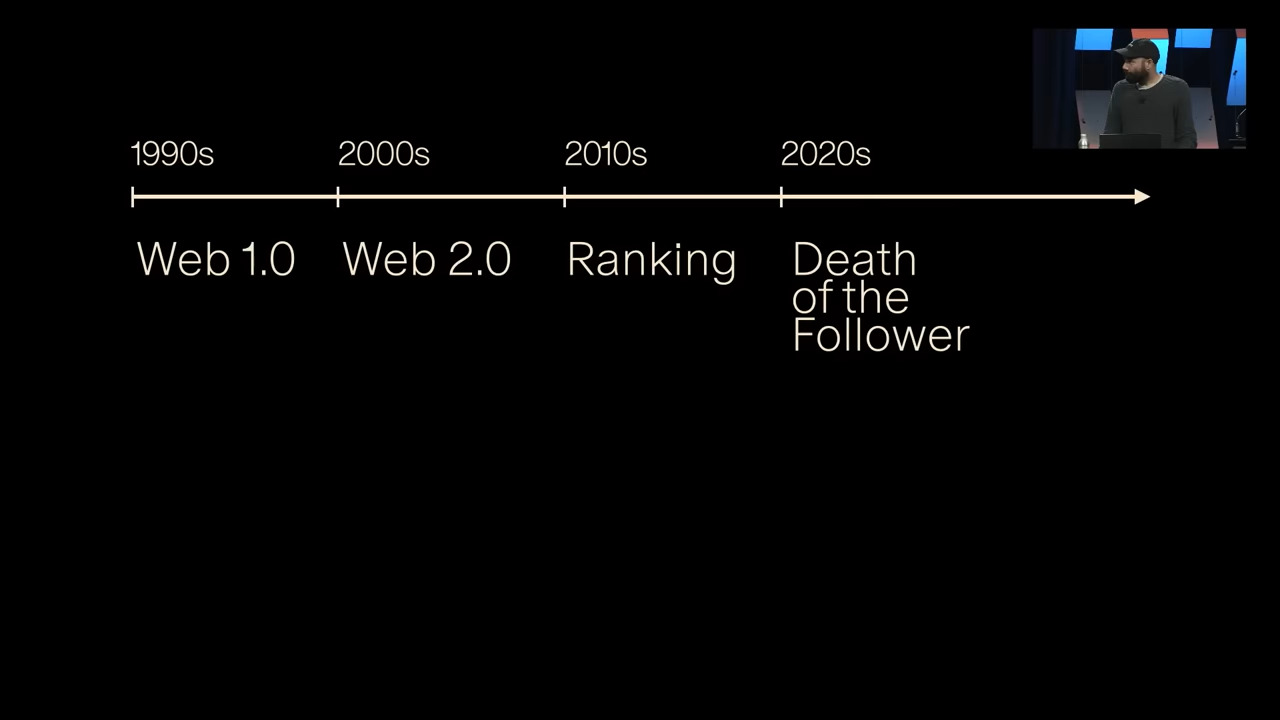 1990s
2000s
2010s
2020s
Web 1.0
Web 2.0
Ranking
Death
of the
Follower